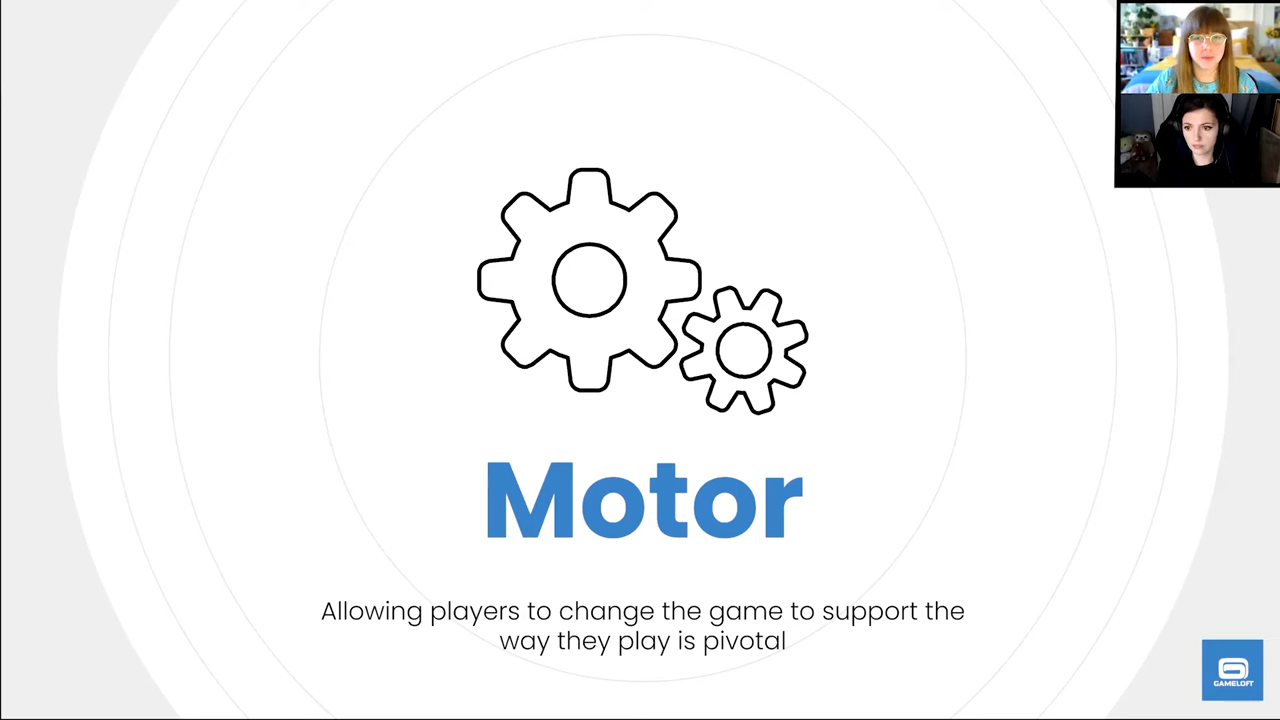 Motor
Allowing players to change the game to support the
way they play is pivotal
GAMELOFT